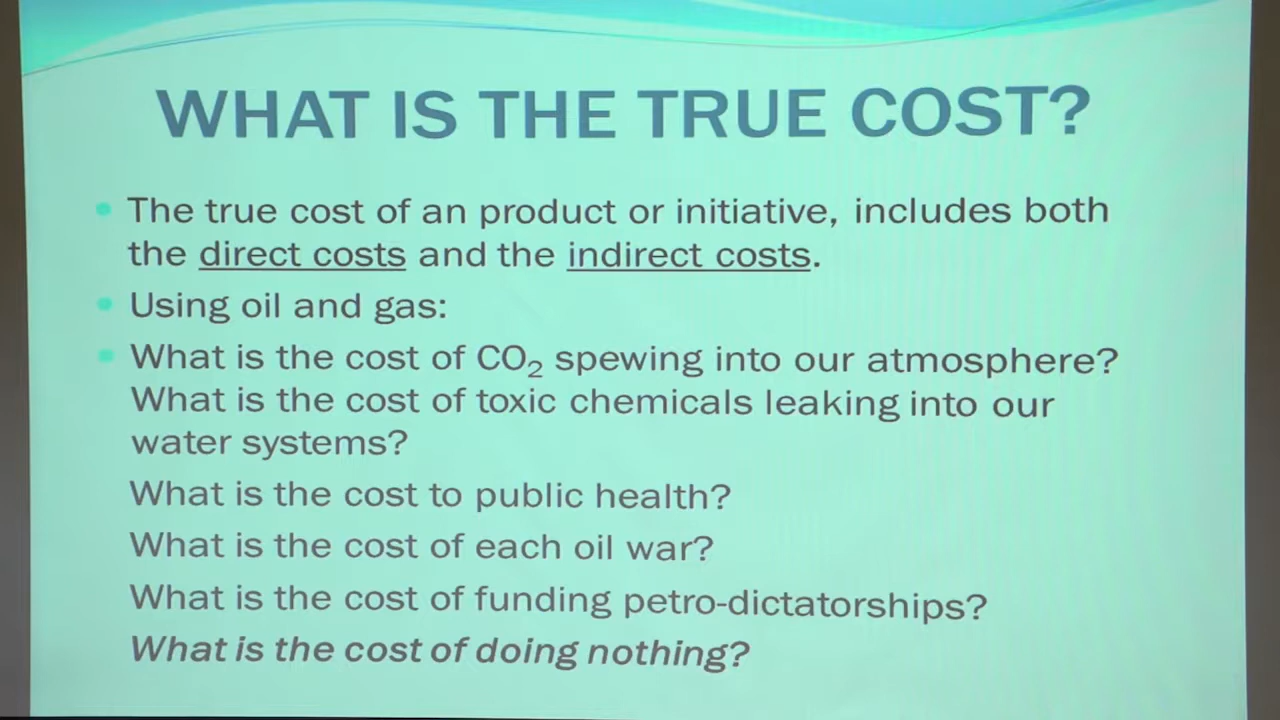 WHAT IS THE TRUE COST?
• The true cost of an product or initiative, includes both
the direct costs and the indirect costs.
• Using oil and gas:
• What is the cost of CO₂ spewing into our atmosphere?
What is the cost of toxic chemicals leaking into our
water systems?
What is the cost to public health?
What is the cost of each oil war?
What is the cost of funding petro-dictatorships?
What is the cost of doing nothing?